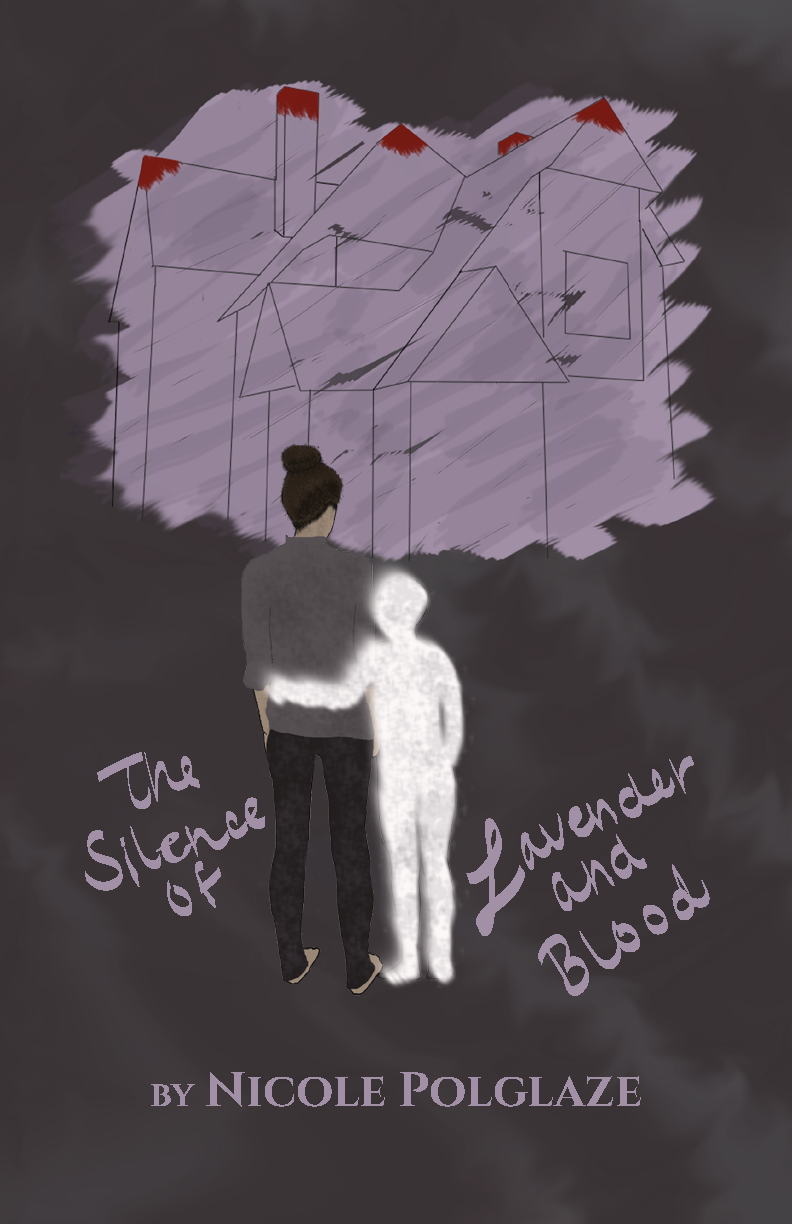 The
Silence
of
Lavender
and
Blood
by Nicole Polglaze